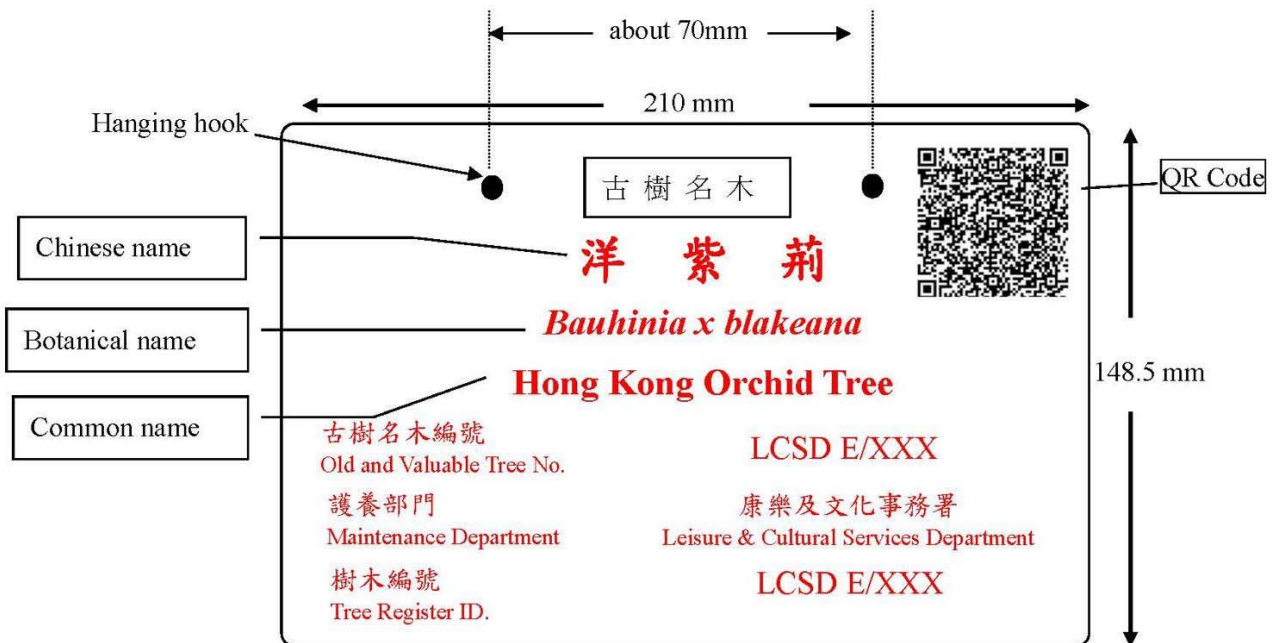 about 70mm
210 mm
Hanging hook
古樹名木
QR Code
Chinese name
洋紫荊
Botanical name
Bauhinia x blakeana
148.5 mm
Hong Kong Orchid Tree
Common name
古樹名木編號
Old and Valuable Tree No.
LCSD E/XXX
護養部門
Maintenance Department
康樂及文化事務署
Leisure & Cultural Services Department
樹木編號
Tree Register ID.
LCSD E/XXX